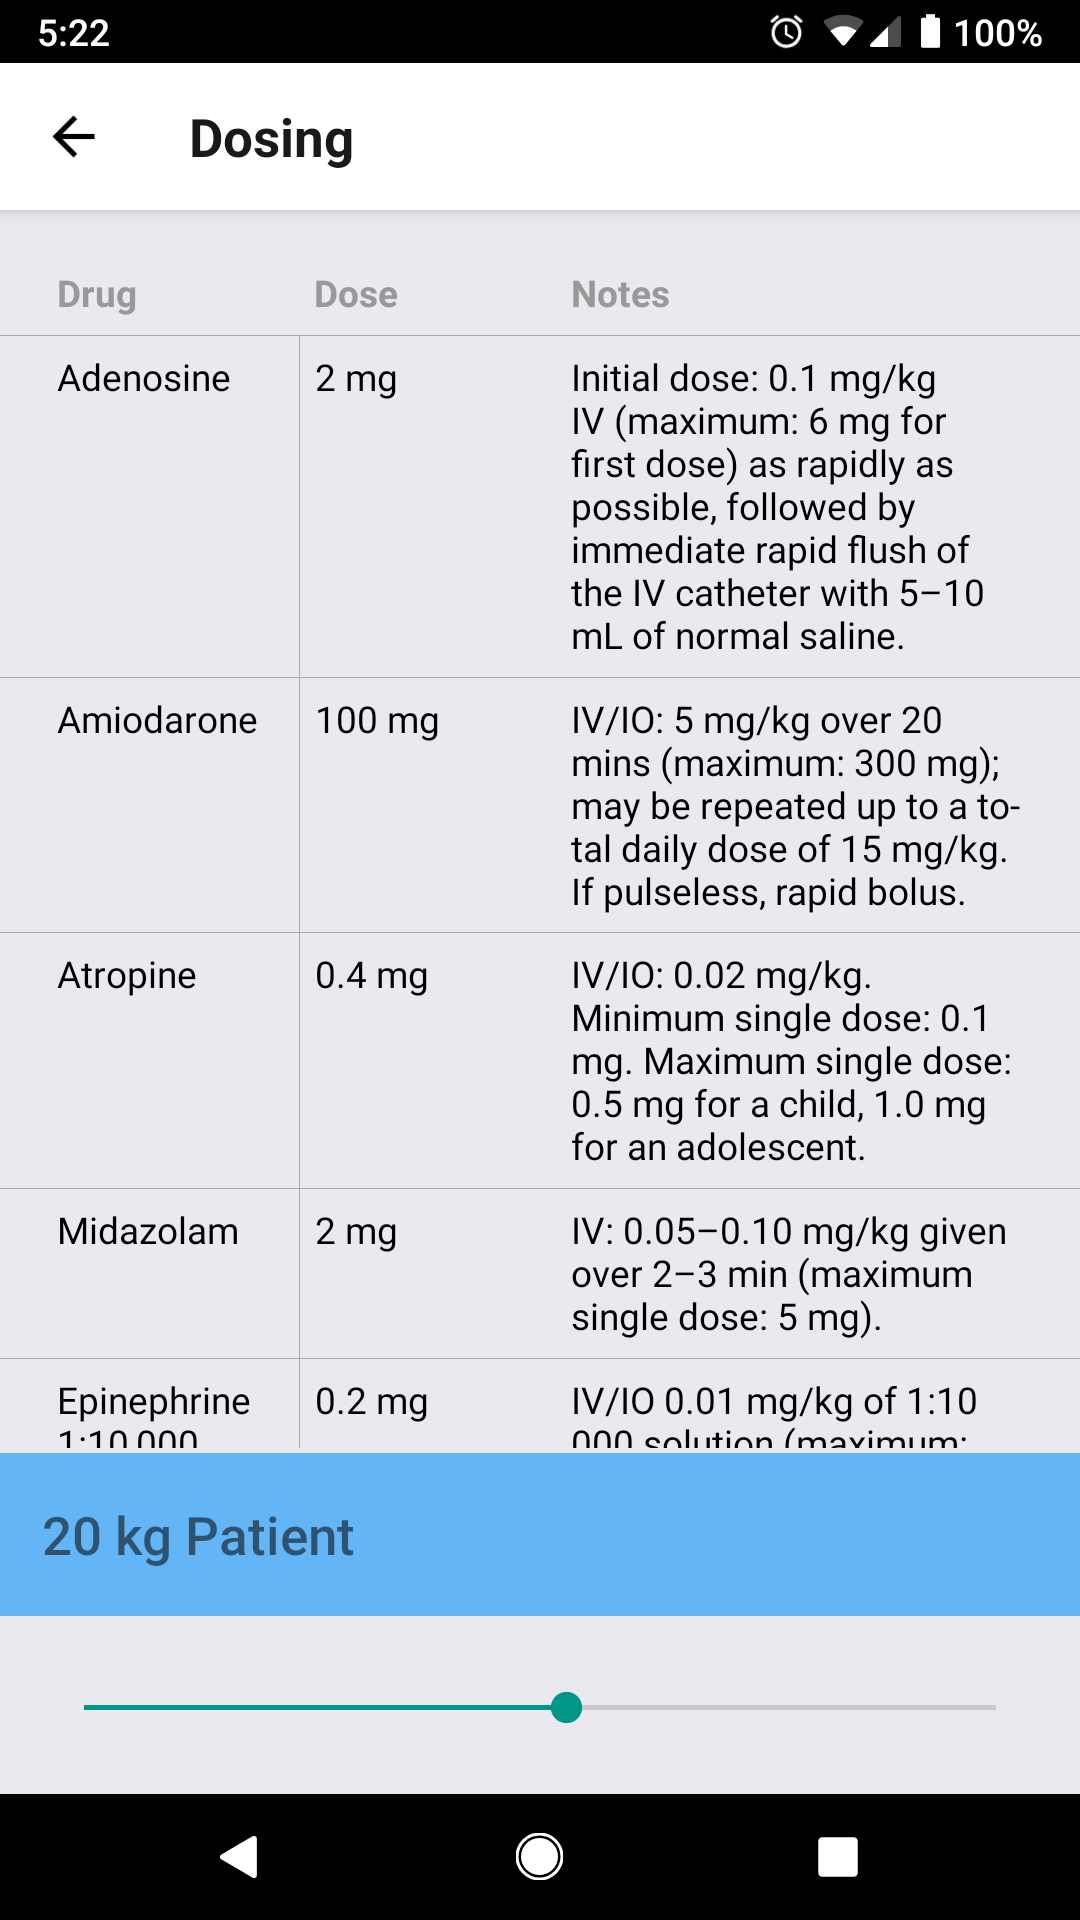 5:22
100%
Dosing
Drug Dose Notes
Adenosine 2 mg Initial dose: 0.1 mg/kg
IV (maximum: 6 mg for
first dose) as rapidly as
possible, followed by
immediate rapid flush of
the IV catheter with 5–10
mL of normal saline.
Amiodarone 100 mg IV/IO: 5 mg/kg over 20
mins (maximum: 300 mg);
may be repeated up to a to-
tal daily dose of 15 mg/kg.
If pulseless, rapid bolus.
Atropine 0.4 mg IV/IO: 0.02 mg/kg.
Minimum single dose: 0.1
mg. Maximum single dose:
0.5 mg for a child, 1.0 mg
for an adolescent.
Midazolam 2 mg IV: 0.05–0.10 mg/kg given
over 2–3 min (maximum
single dose: 5 mg).
Epinephrine 0.2 mg IV/IO 0.01 mg/kg of 1:10
1:10,000 000 solution (maximum:
20 kg Patient